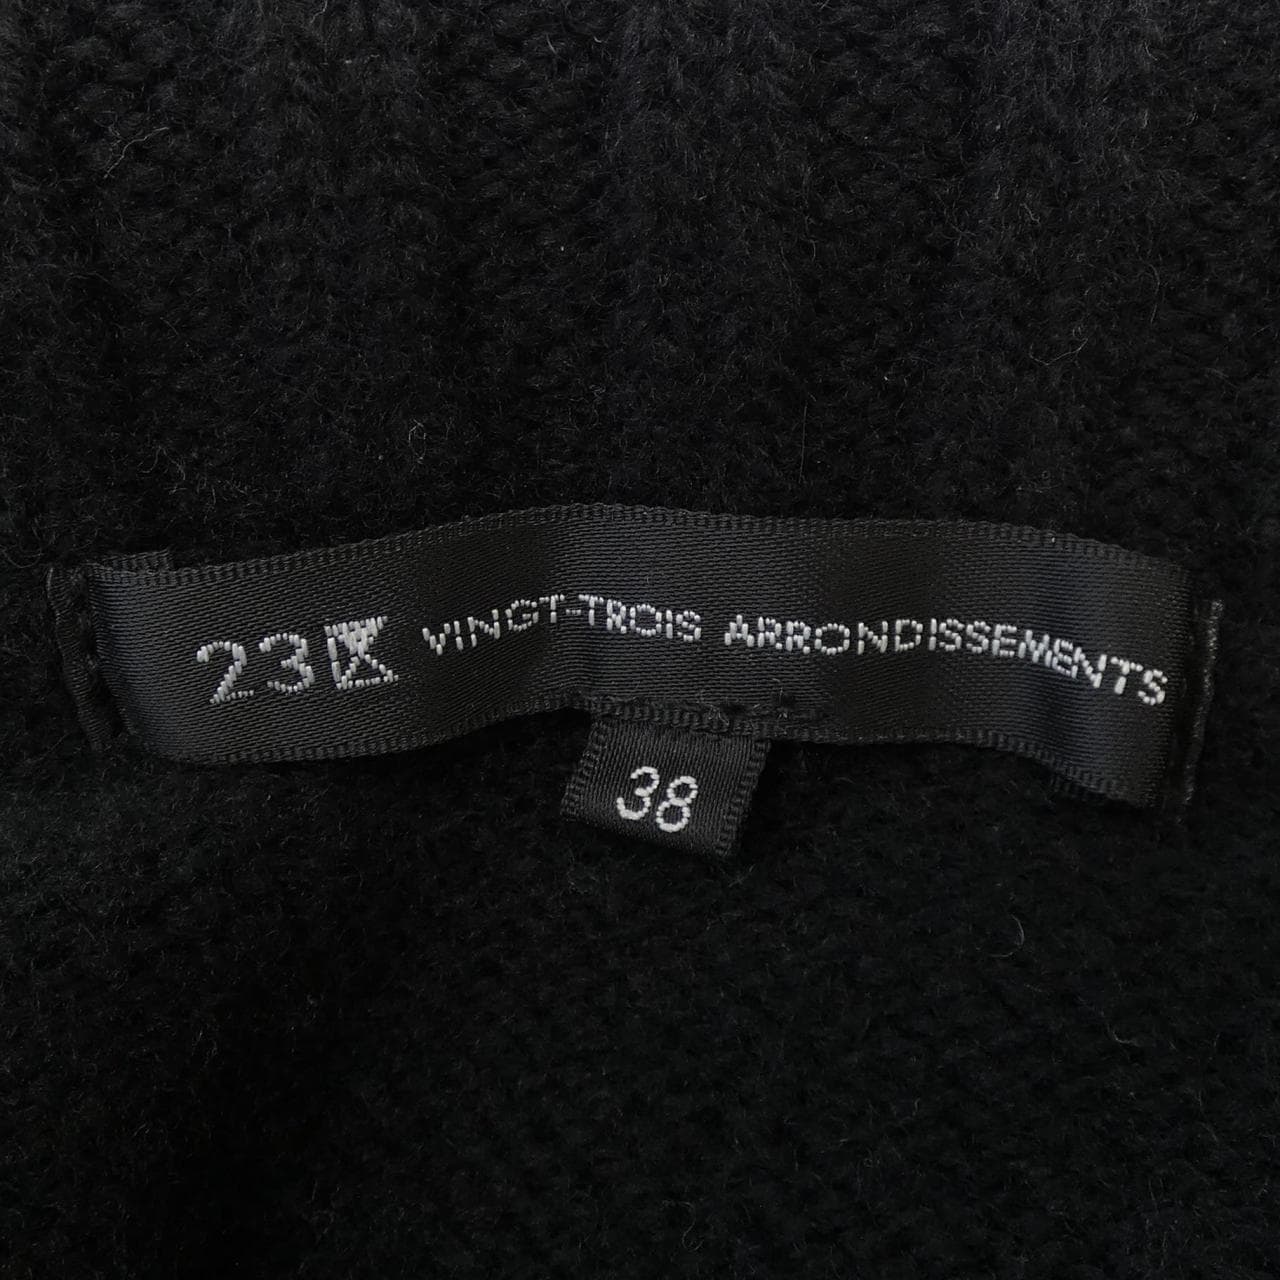 23区 VINGT-TROIS ARRONDISSEMENTS
38